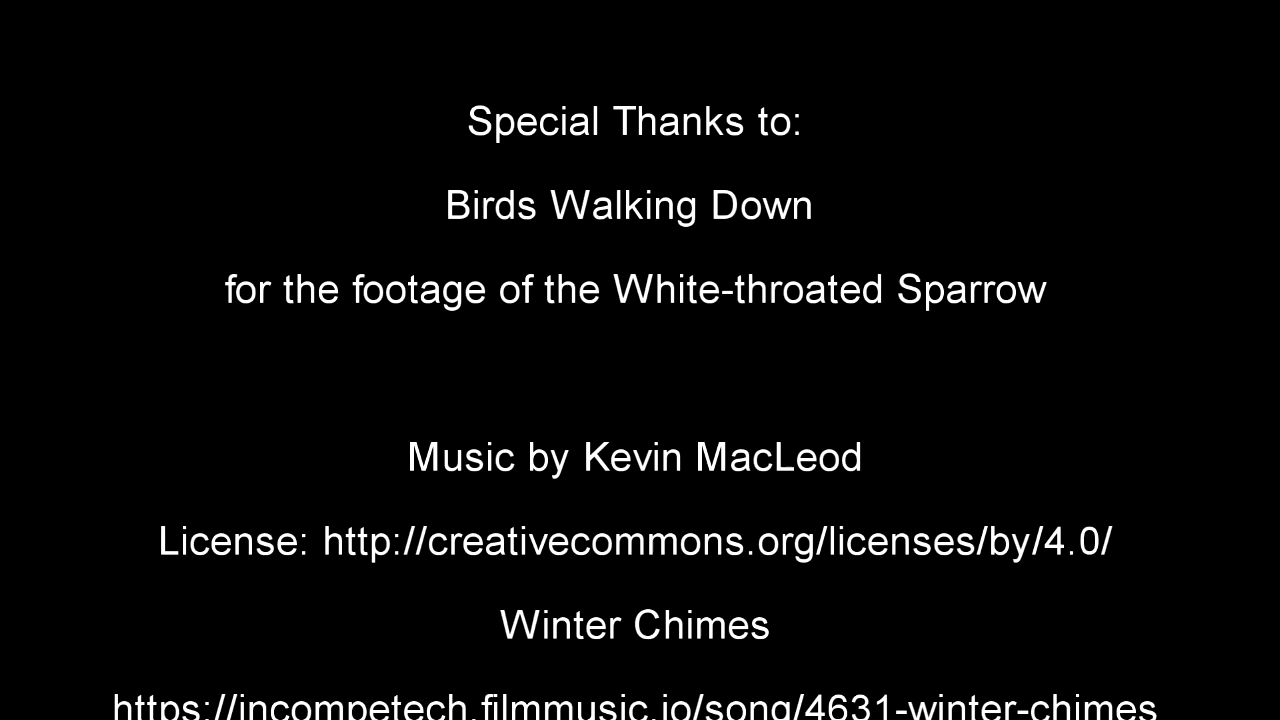 Special Thanks to:
Birds Walking Down
for the footage of the White-throated Sparrow
Music by Kevin MacLeod
License: http://creativecommons.org/licenses/by/4.0/
Winter Chimes
https://incompetech.filmmusic.io/song/4631-winter-chimes